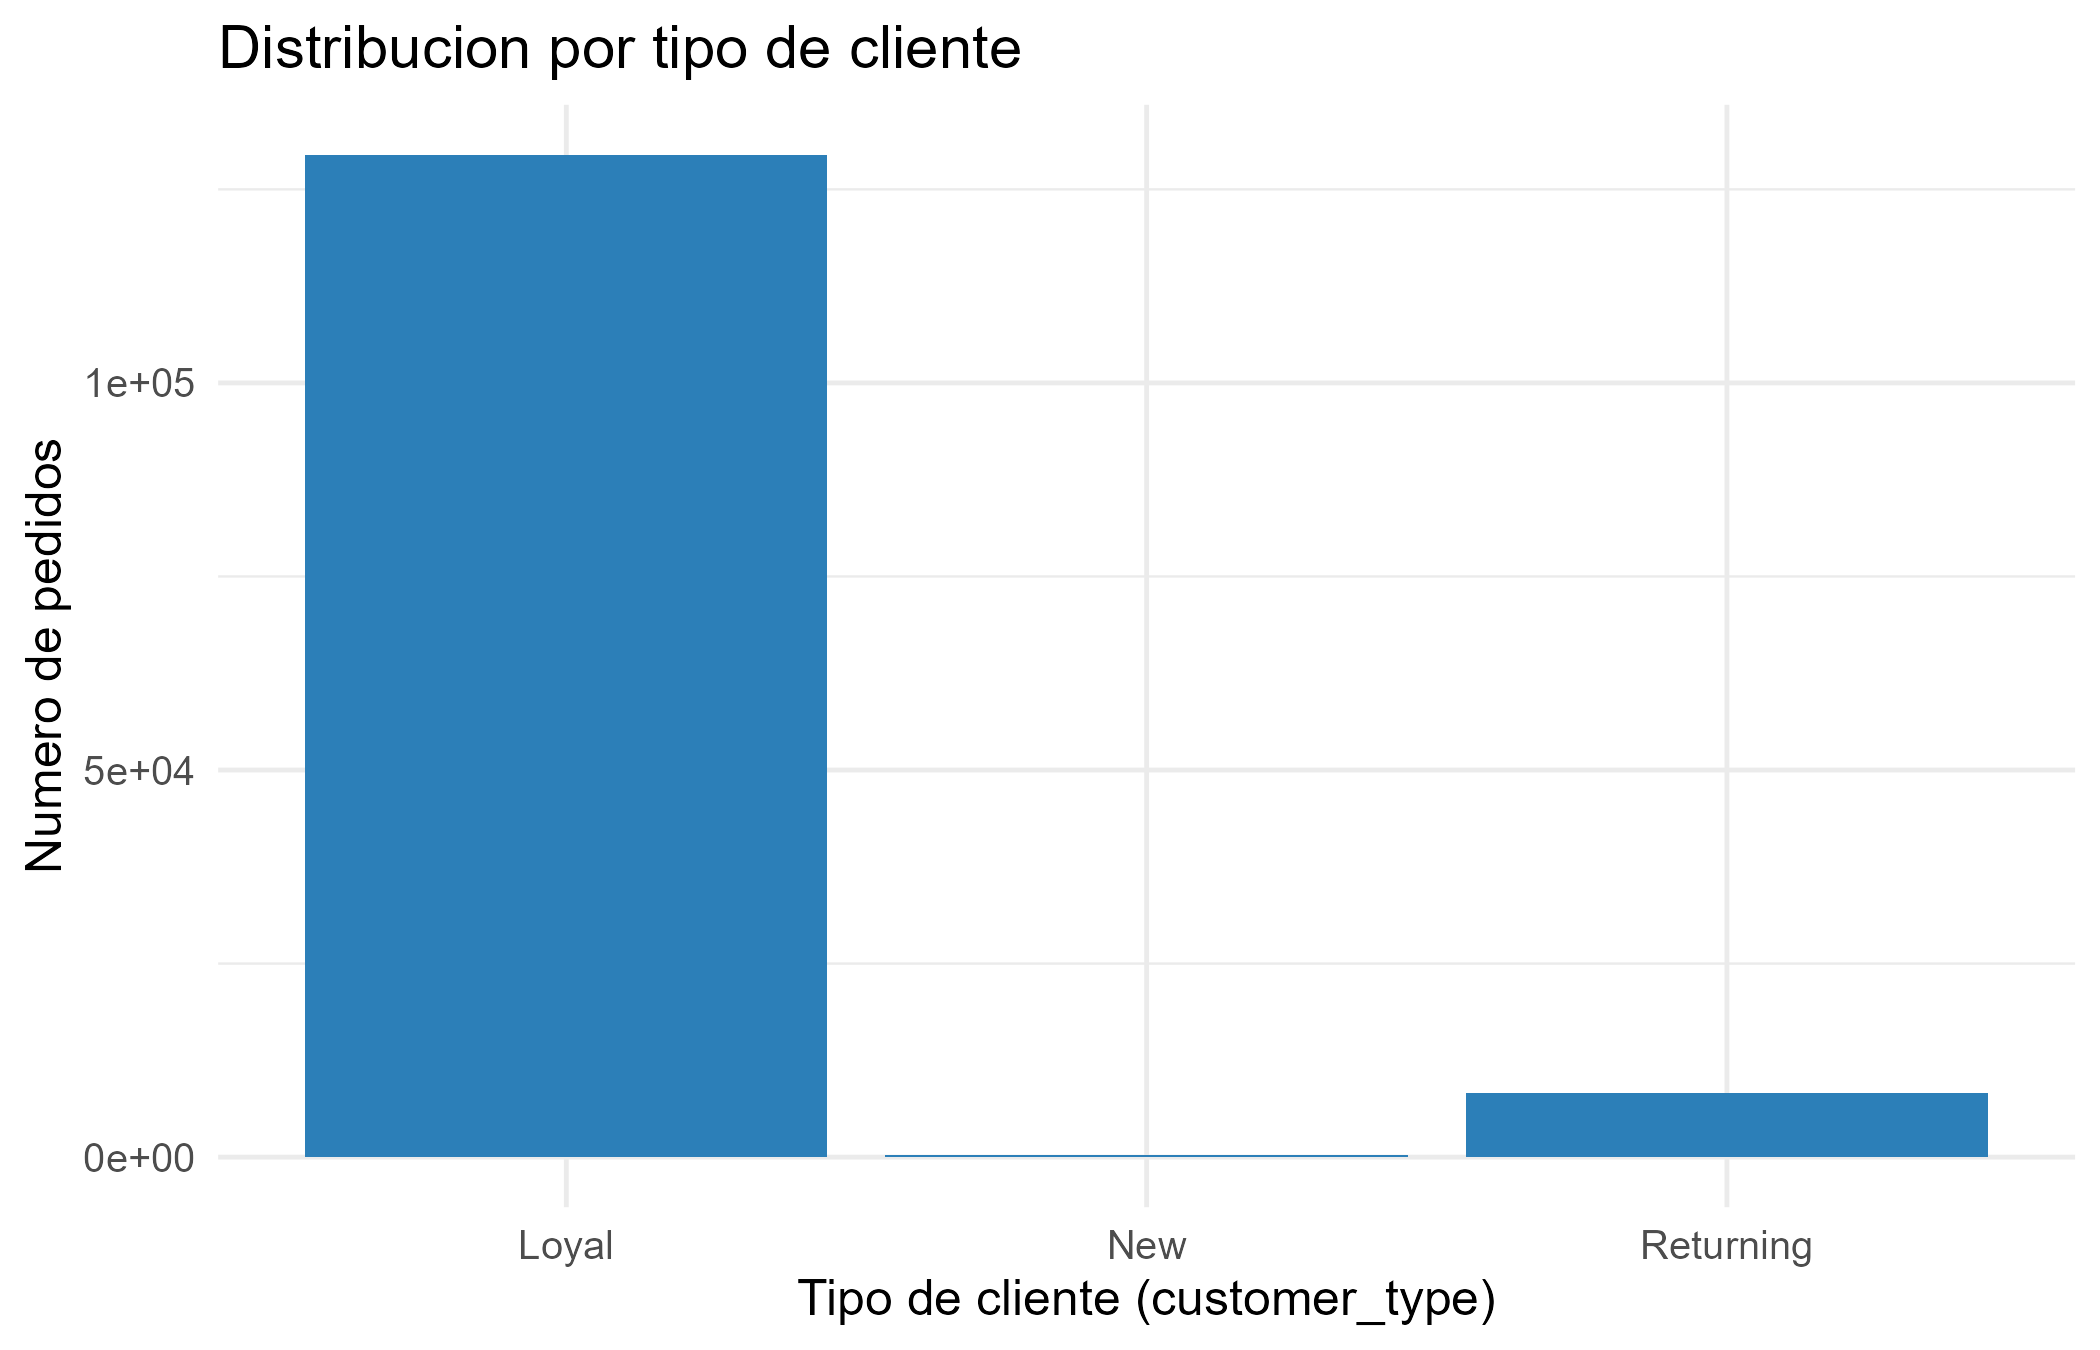 Distribucion por tipo de cliente
Numero de pedidos
1e+05
5e+04
0e+00
Loyal
New
Returning
Tipo de cliente (customer_type)